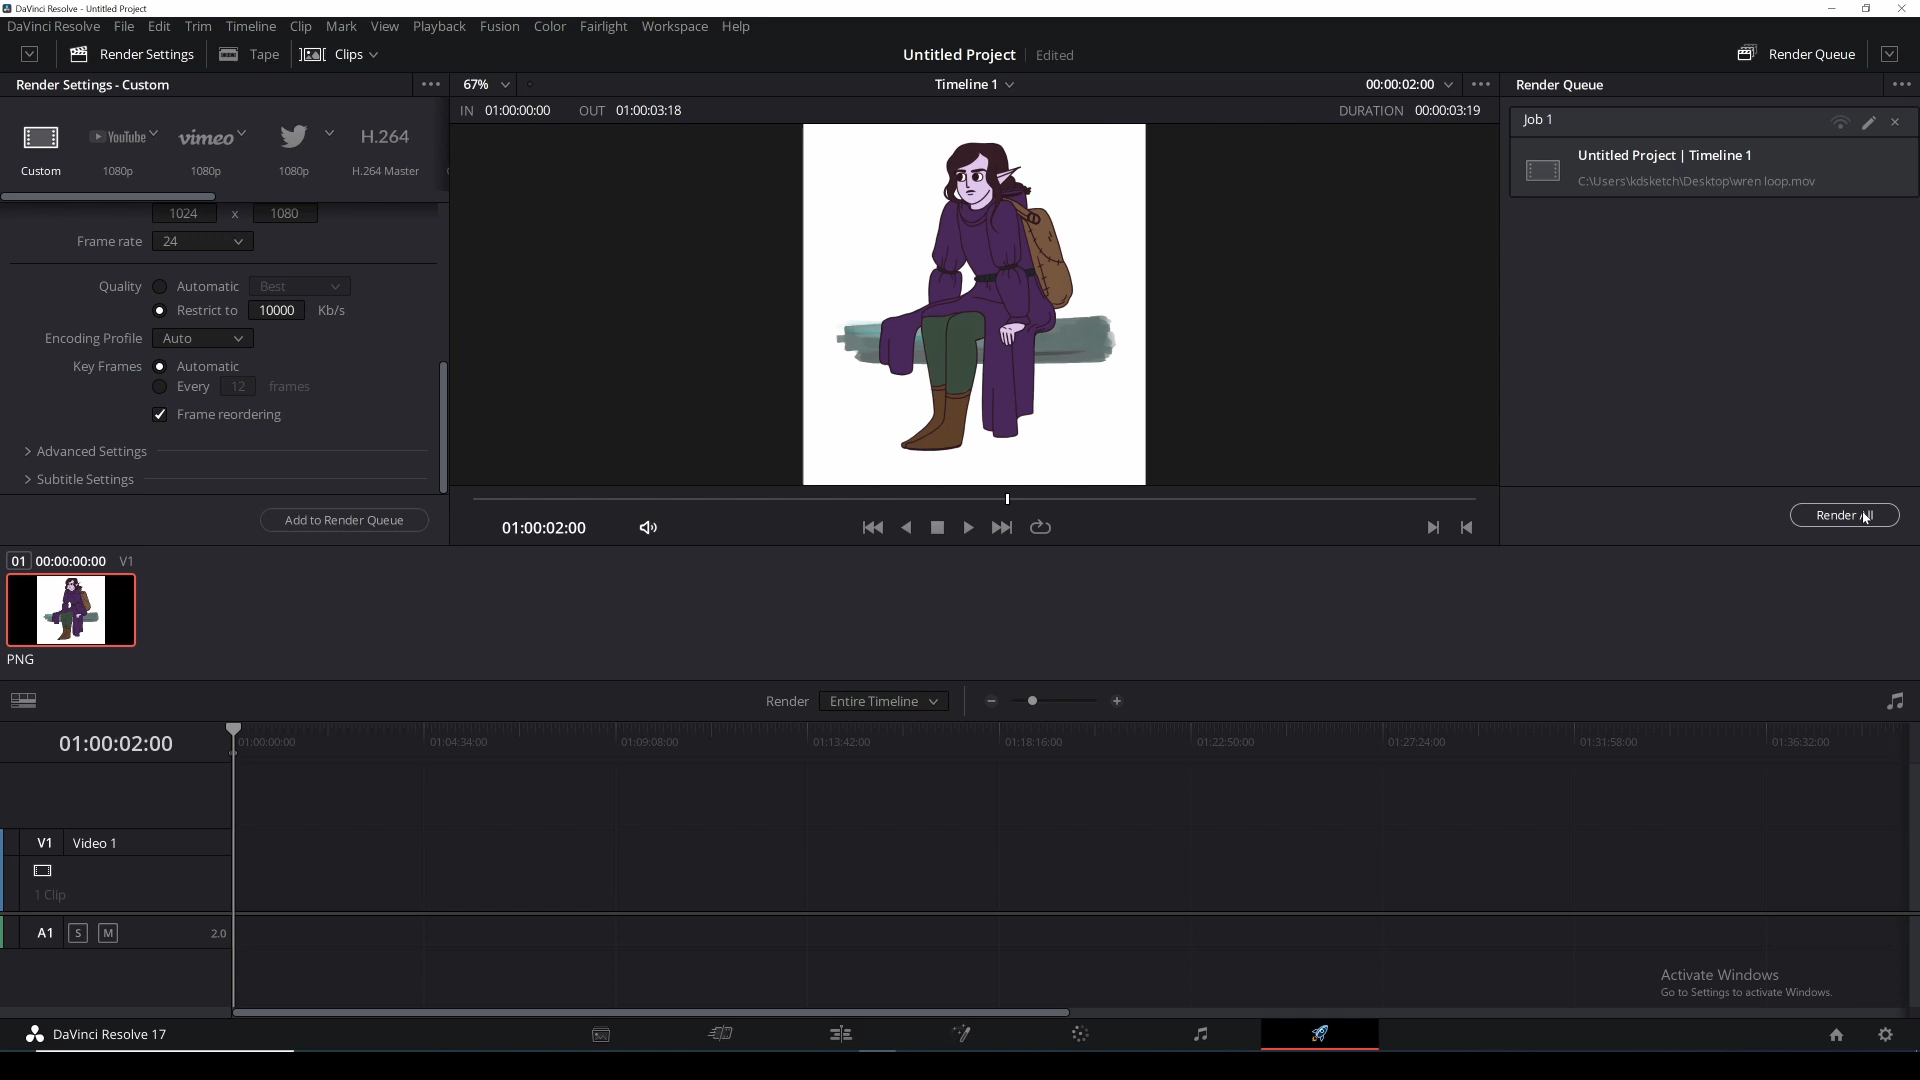 DaVinci Resolve - Untitled Project
DaVinci Resolve File Edit Trim Timeline Clip Mark View Playback Fusion Color Fairlight Workspace Help
Render Settings Tape Clips Untitled Project Edited Render Queue
Render Settings - Custom 67% Timeline 1 00:00:02:00 Render Queue
IN 01:00:00:00 OUT 01:00:03:18 DURATION 00:00:03:19
Job 1
YouTube vimeo H.264
Custom 1080p 1080p 1080p H.264 Master
Untitled Project | Timeline 1
C:\Users\kdsketch\Desktop\wren loop.mov
1024 x 1080
Frame rate 24
Quality Automatic Best
Restrict to 10000 Kb/s
Encoding Profile Auto
Key Frames Automatic
Every 12 frames
Frame reordering
Advanced Settings
Subtitle Settings
Add to Render Queue
01:00:02:00
Render All
01 00:00:00:00 V1
PNG
Render Entire Timeline
01:00:02:00
01:00:00:00 01:04:34:00 01:09:08:00 01:13:42:00 01:18:16:00 01:22:50:00 01:27:24:00 01:31:58:00 01:36:32:00
V1 Video 1
1 Clip
A1 S M 2.0
Activate Windows
Go to Settings to activate Windows.
DaVinci Resolve 17